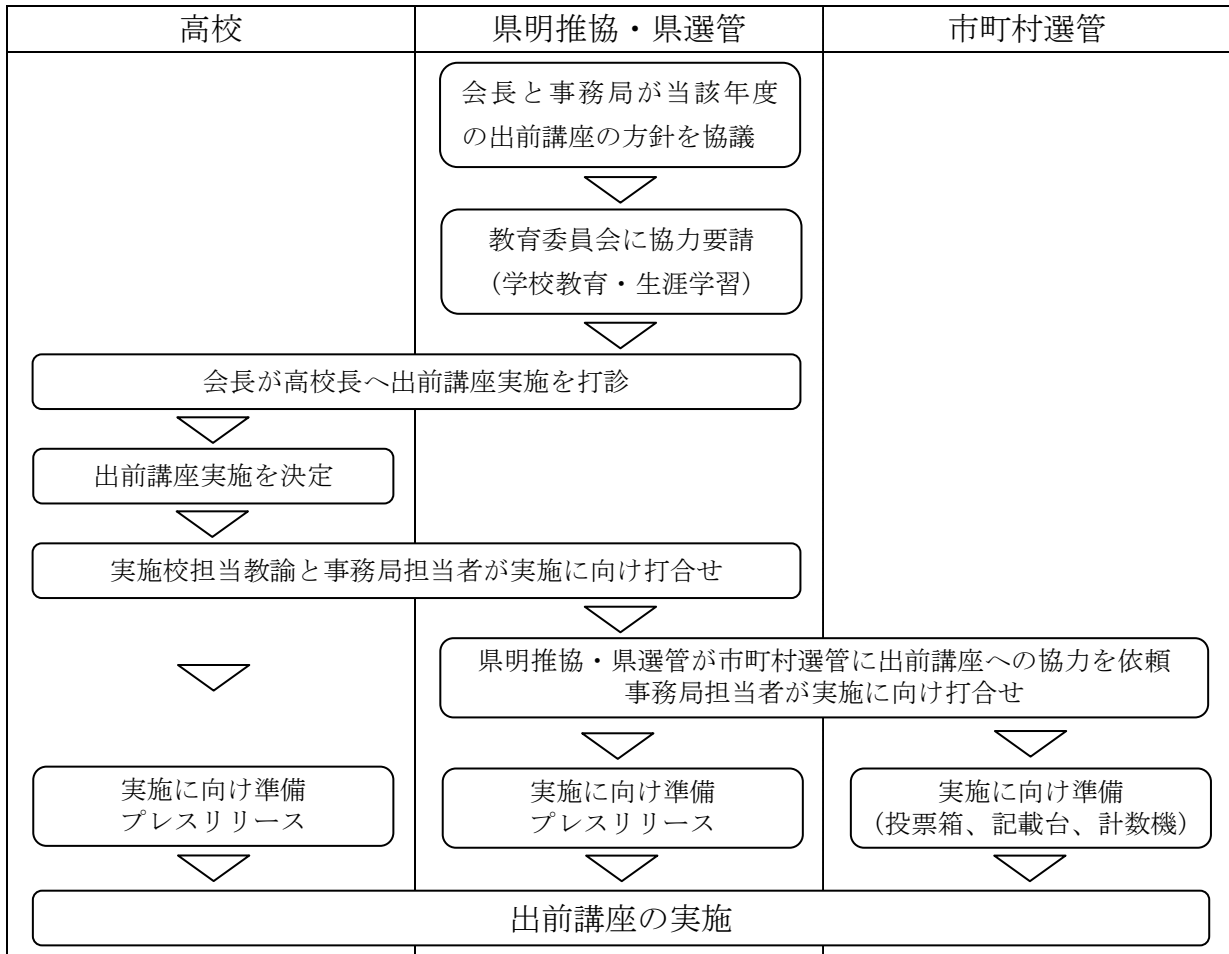 高校
県明推協・県選管
市町村選管
会長と事務局が当該年度
の出前講座の方針を協議
教育委員会に協力要請
（学校教育・生涯学習）
会長が高校長へ出前講座実施を打診
出前講座実施を決定
実施校担当教諭と事務局担当者が実施に向け打合せ
県明推協・県選管が市町村選管に出前講座への協力を依頼
事務局担当者が実施に向け打合せ
実施に向け準備
プレスリリース
実施に向け準備
プレスリリース
実施に向け準備
（投票箱、記載台、計数機）
出前講座の実施